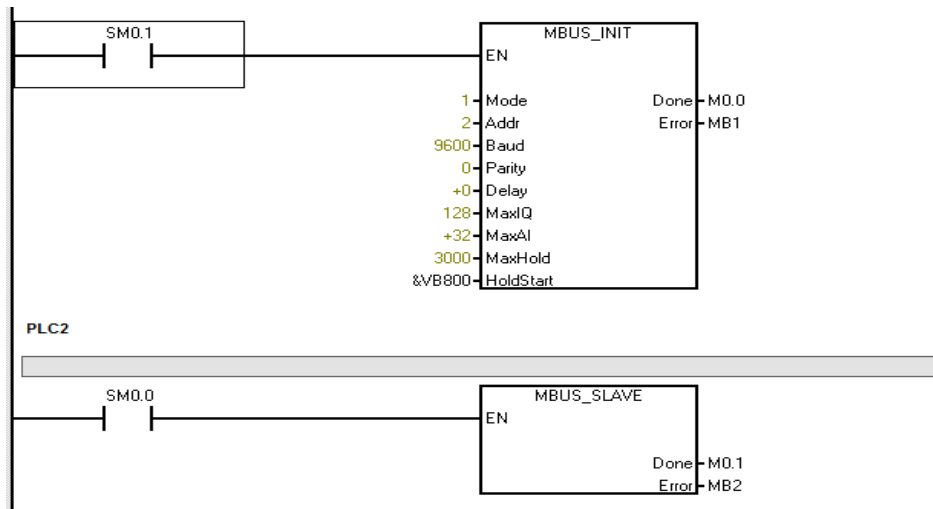 SM0.1
MBUS_INIT
EN
1 Mode Done M0.0
2 Addr Error MB1
9600 Baud
0 Parity
+0 Delay
128 MaxIQ
+32 MaxAI
3000 MaxHold
&VB800 HoldStart
PLC2
SM0.0
MBUS_SLAVE
EN
Done M0.1
Error MB2